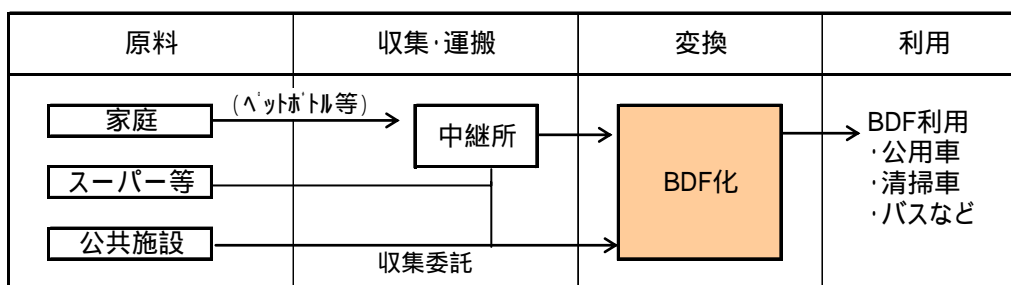 原料
収集・運搬
変換
利用
家庭
(ﾍﾟｯﾄﾎﾞﾄﾙ等)
中継所
スーパー等
公共施設
収集委託
BDF化
BDF利用
・公用車
・清掃車
・バスなど